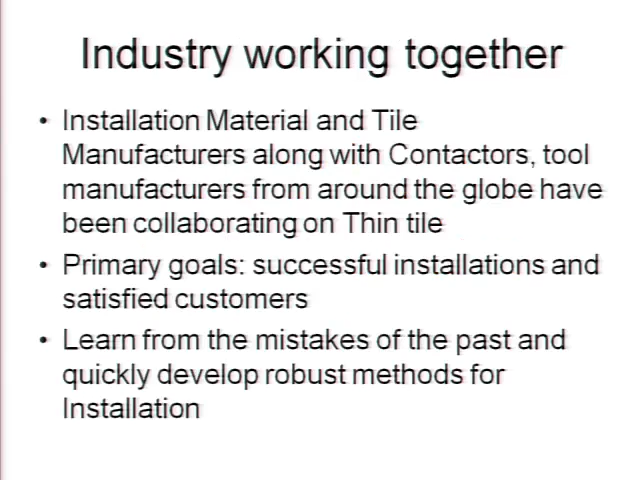 Industry working together
• Installation Material and Tile
Manufacturers along with Contactors, tool
manufacturers from around the globe have
been collaborating on Thin tile
• Primary goals: successful installations and
satisfied customers
• Learn from the mistakes of the past and
quickly develop robust methods for
Installation